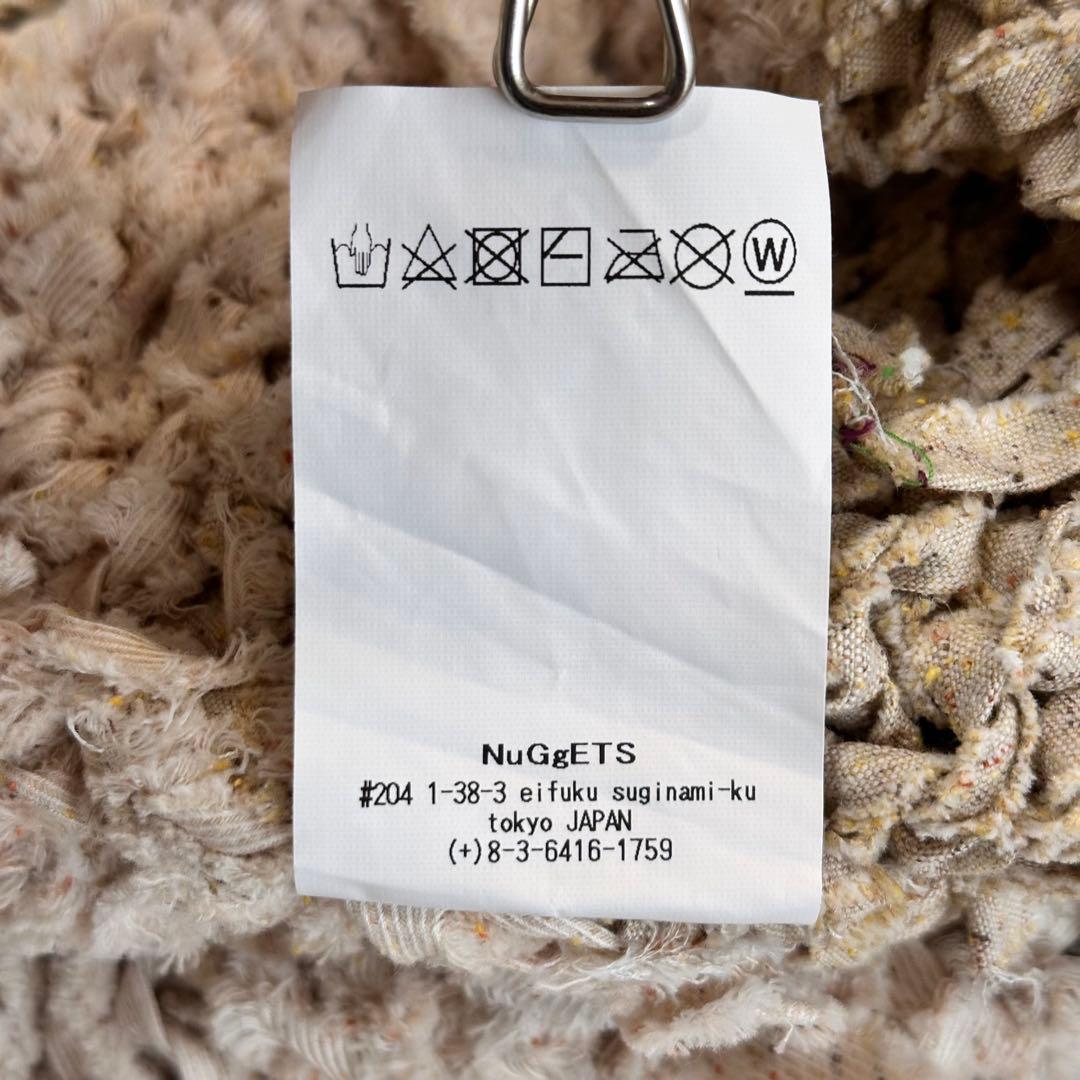 W
NuGgETS
#204 1-38-3 eifuku suginami-ku
tokyo JAPAN
(+)8-3-6416-1759